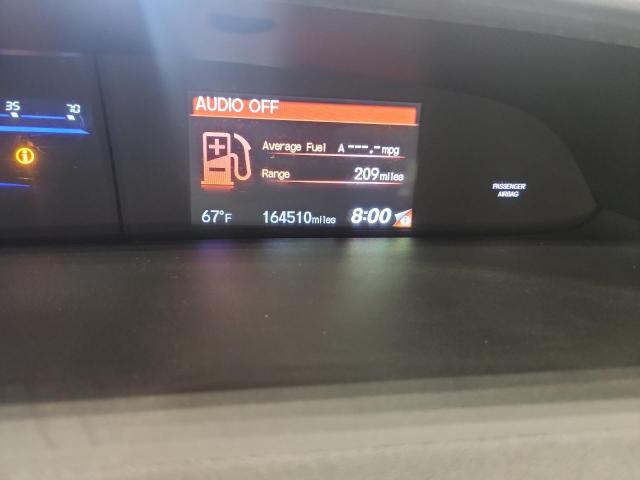 35 70
AUDIO OFF
Average Fuel A ---.- mpg
Range 209 miles
67°F 164510 miles 8:00
PASSENGER
AIRBAG